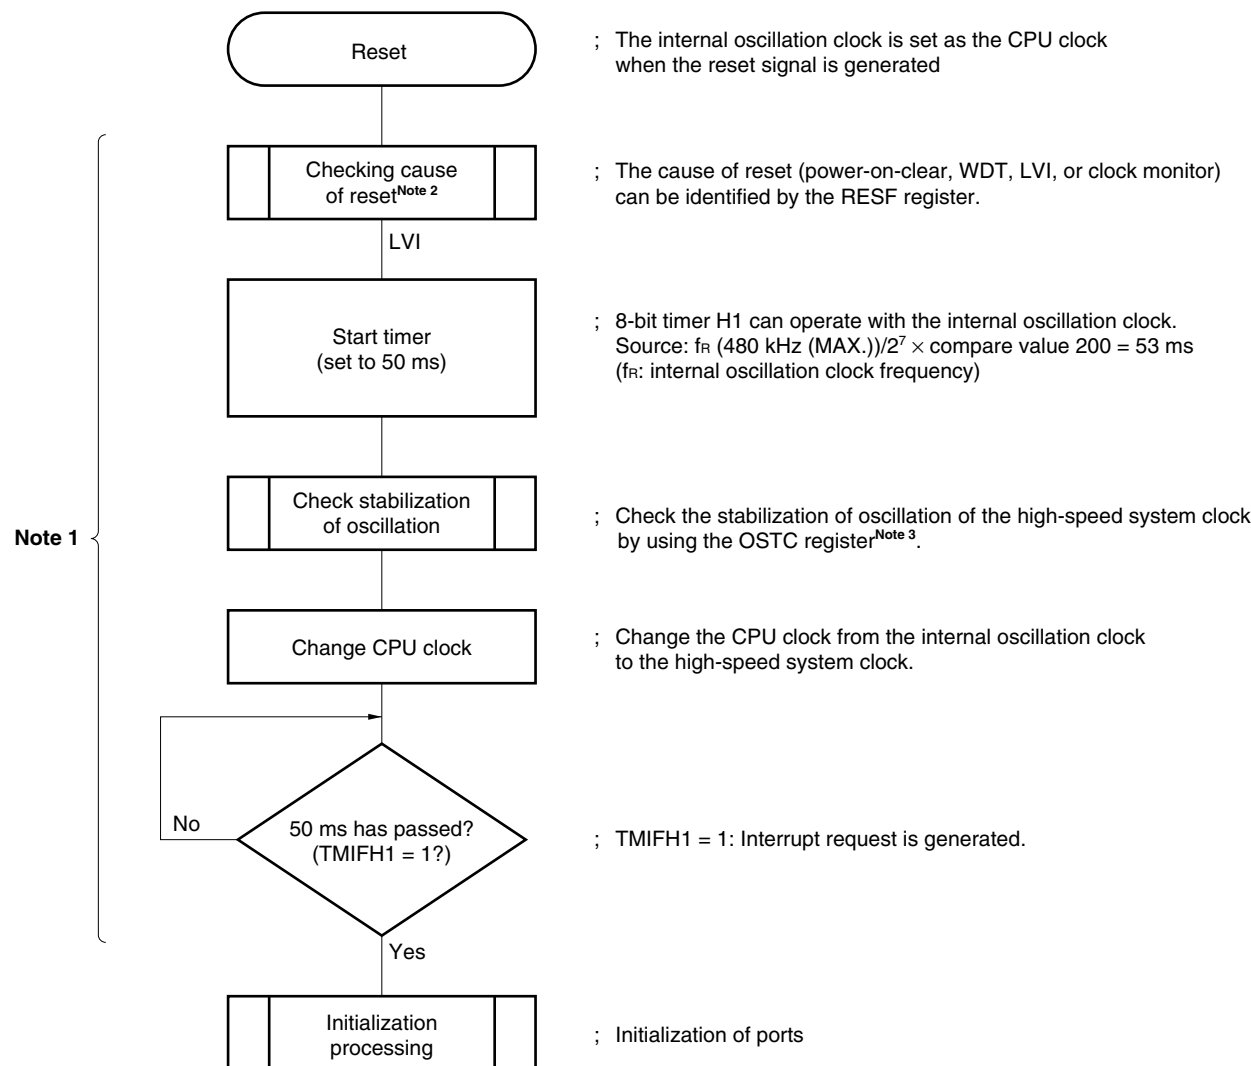 Reset
; The internal oscillation clock is set as the CPU clock
when the reset signal is generated
Checking cause
of reset^Note 2
; The cause of reset (power-on-clear, WDT, LVI, or clock monitor)
can be identified by the RESF register.
LVI
Start timer
(set to 50 ms)
; 8-bit timer H1 can operate with the internal oscillation clock.
Source: fR (480 kHz (MAX.))/2^7 × compare value 200 = 53 ms
(fR: internal oscillation clock frequency)
Note 1
Check stabilization
of oscillation
; Check the stabilization of oscillation of the high-speed system clock
by using the OSTC register^Note 3.
Change CPU clock
; Change the CPU clock from the internal oscillation clock
to the high-speed system clock.
No
50 ms has passed?
(TMIFH1 = 1?)
; TMIFH1 = 1: Interrupt request is generated.
Yes
Initialization
processing
; Initialization of ports